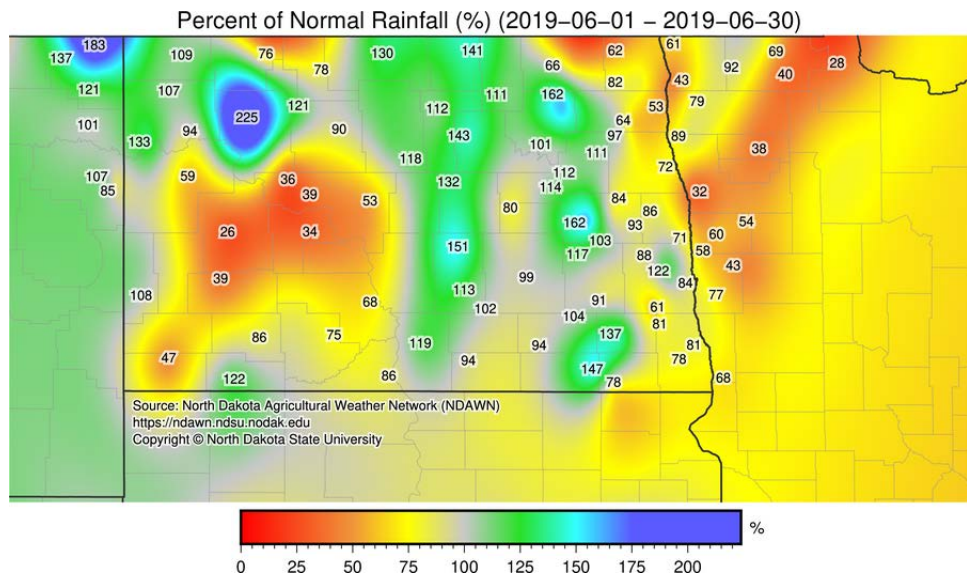 Percent of Normal Rainfall (%) (2019−06−01 − 2019−06−30)
183 137 109 76 78 130 141 66 62 61 92 69 40 28
121 107 225 121 112 111 162 82 64 53 43 79
101 133 94 90 118 143 101 97 111 89 38
107 85 59 36 39 53 132 112 114 72 32
26 34 80 162 84 86 93 71 54 60
39 151 103 117 88 122 58 43
108 68 113 99 84 77
102 91 104 61 81
86 75 119 94 94 137 81 78
47 122 86 147 78 68
Source: North Dakota Agricultural Weather Network (NDAWN)
https://ndawn.ndsu.nodak.edu
Copyright © North Dakota State University
%
0 25 50 75 100 125 150 175 200